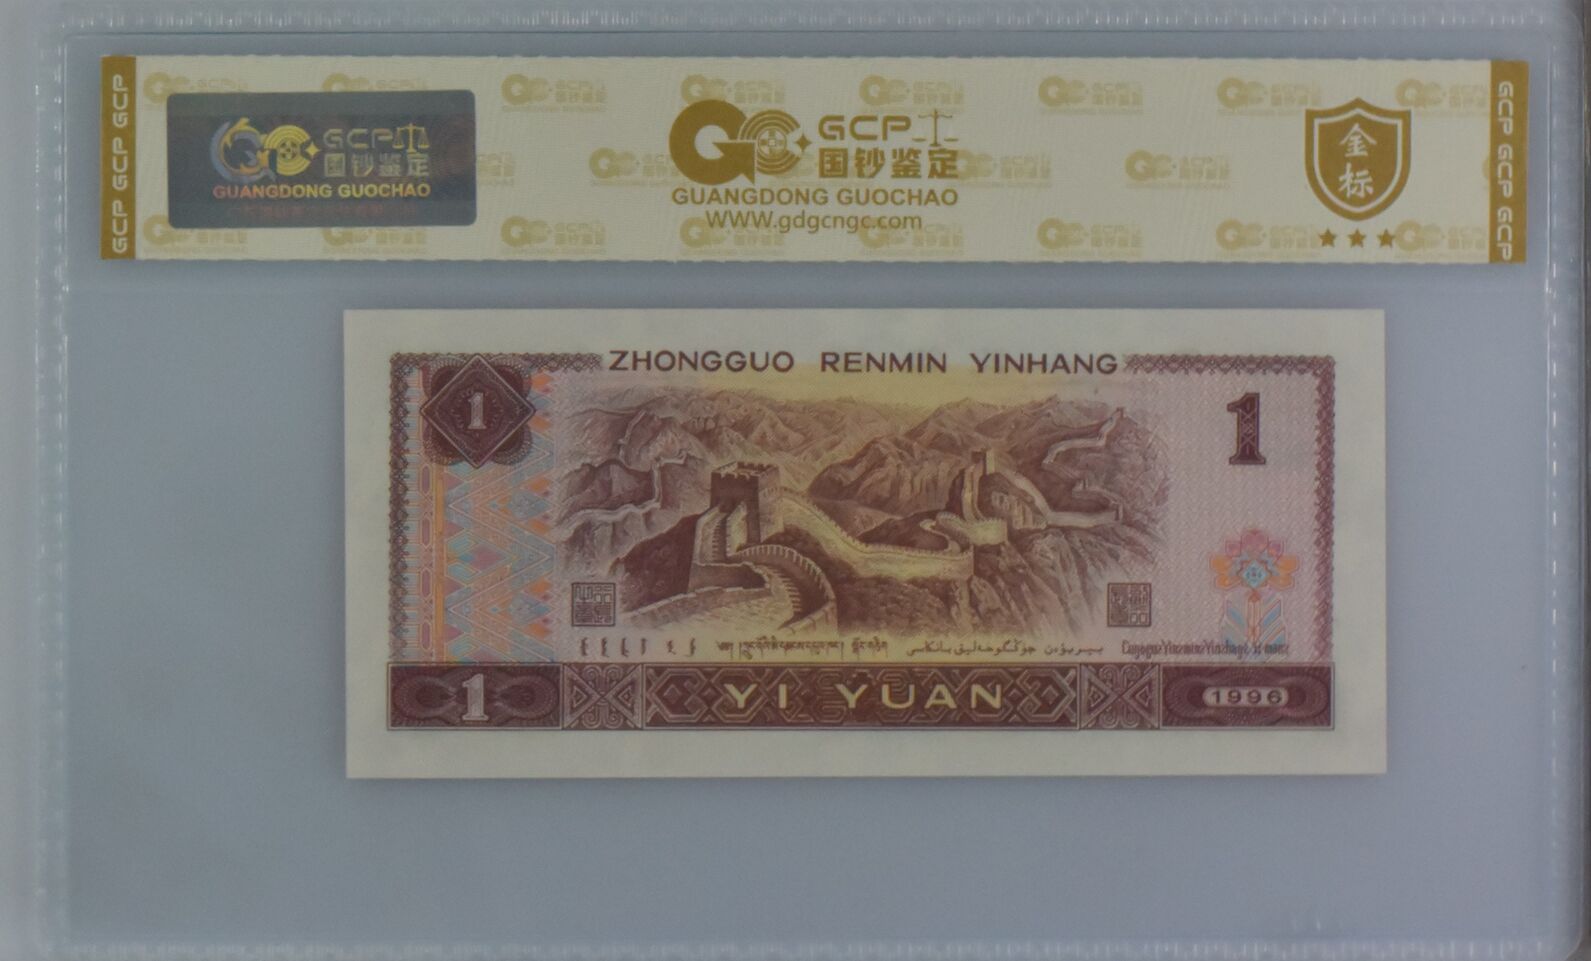 GCP GCP GCP
GCP
国钞鉴定
GUANGDONG GUOCHAO
GCP
国钞鉴定
GUANGDONG GUOCHAO
WWW.gdgcngc.com
金标
GCP GCP GCP
ZHONGGUO RENMIN YINHANG
1
1
1
YI YUAN
1996